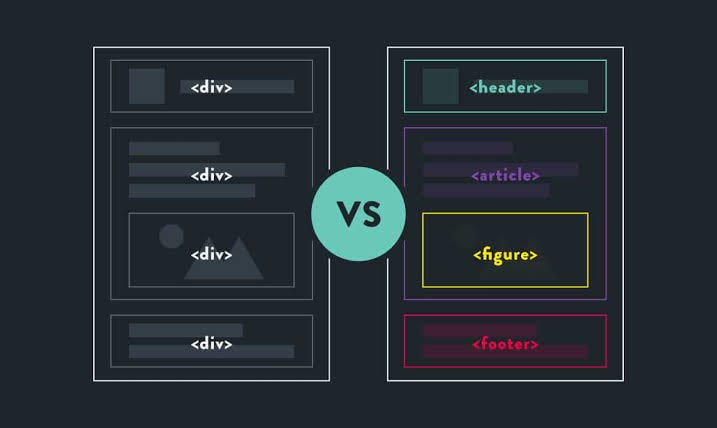 <div>
<div>
<div>
<div>
VS
<header>
<article>
<figure>
<footer>